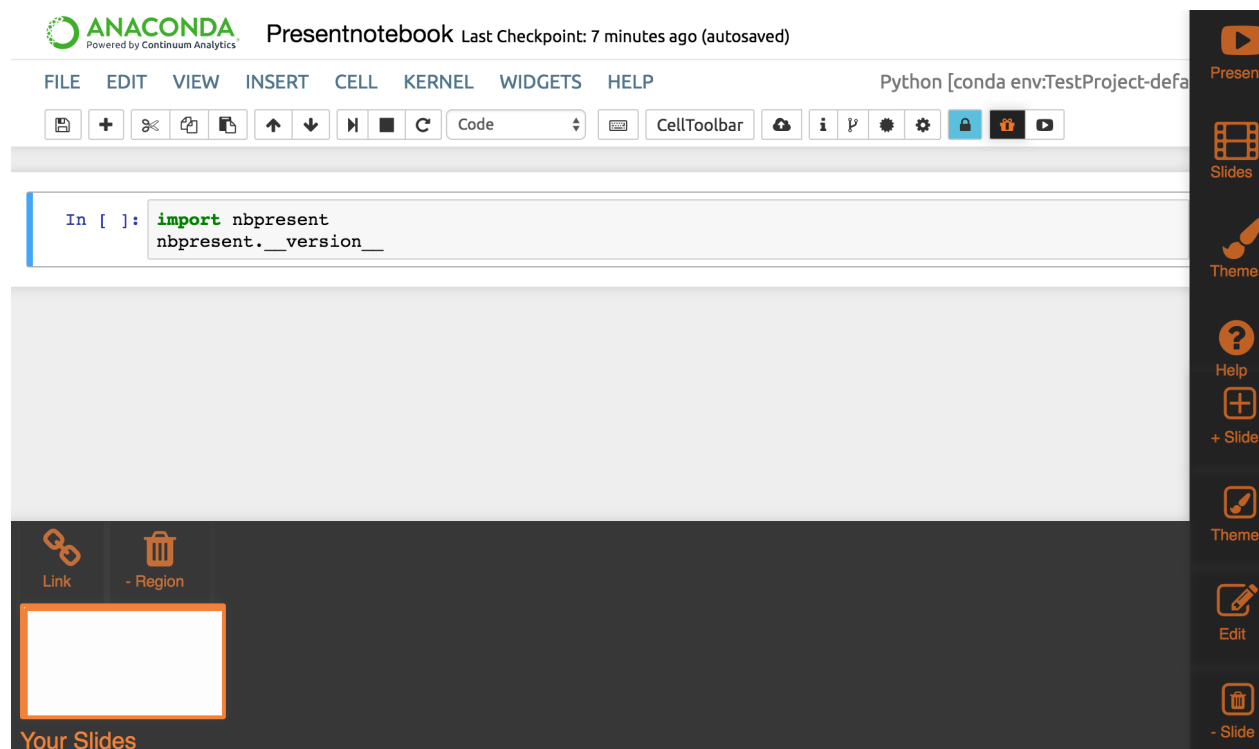 ANACONDA
Powered by Continuum Analytics
Presentnotebook Last Checkpoint: 7 minutes ago (autosaved)
FILE EDIT VIEW INSERT CELL KERNEL WIDGETS HELP
Python [conda env:TestProject-defa
Code
CellToolbar
In [ ]: import nbpresent
nbpresent.__version__
Present
Slides
Theme
Help
+ Slide
Theme
Edit
- Slide
Link
- Region
Your Slides